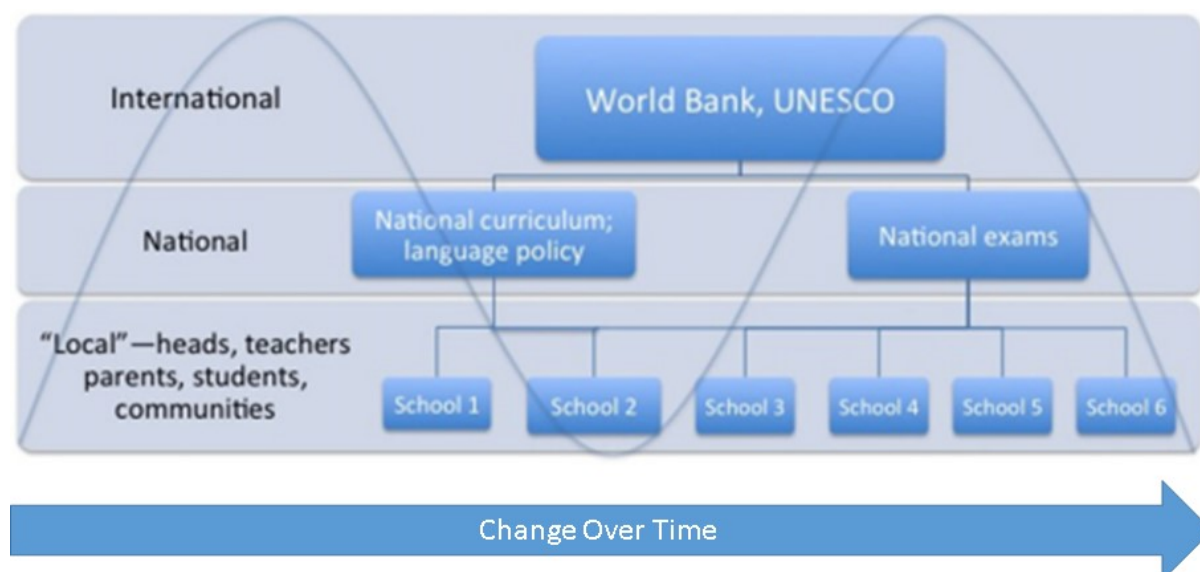 International
World Bank, UNESCO
National
National curriculum;
language policy
National exams
“Local”—heads, teachers
parents, students,
communities
School 1
School 2
School 3
School 4
School 5
School 6
Change Over Time